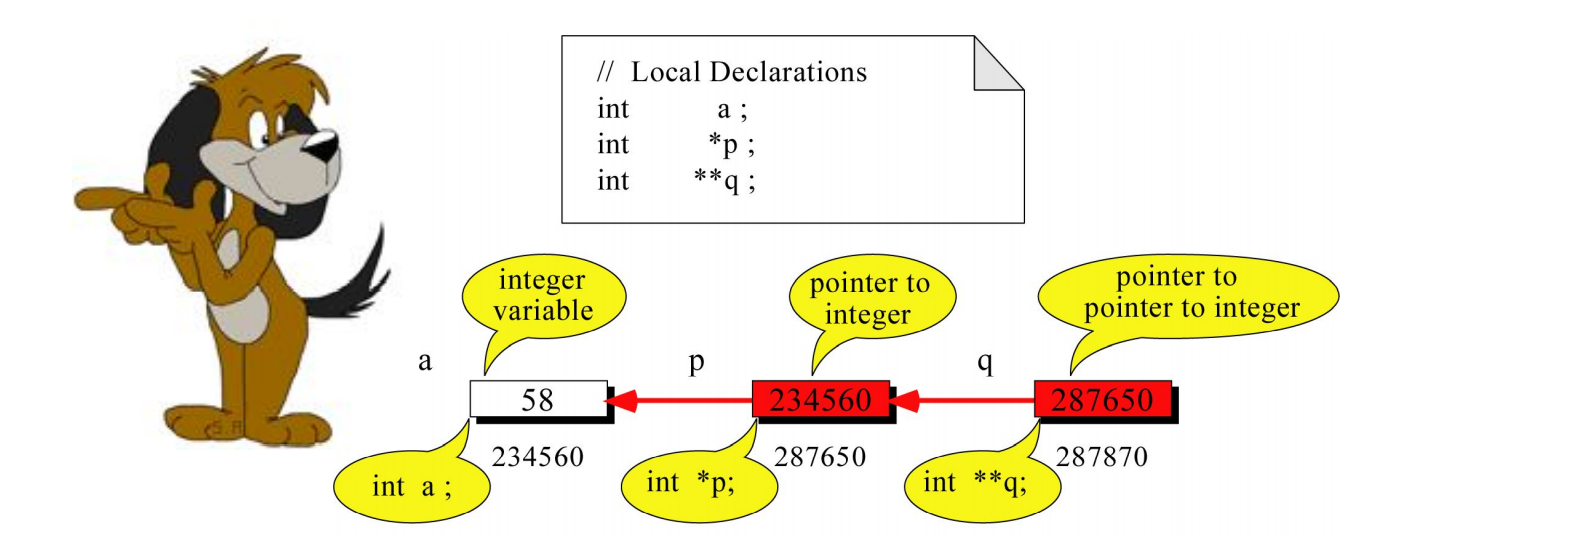 // Local Declarations
int a ;
int *p ;
int **q ;
integer
variable
pointer to
integer
pointer to
pointer to integer
a
p
q
58
234560
287650
234560
287650
287870
int a ;
int *p;
int **q;
S.A